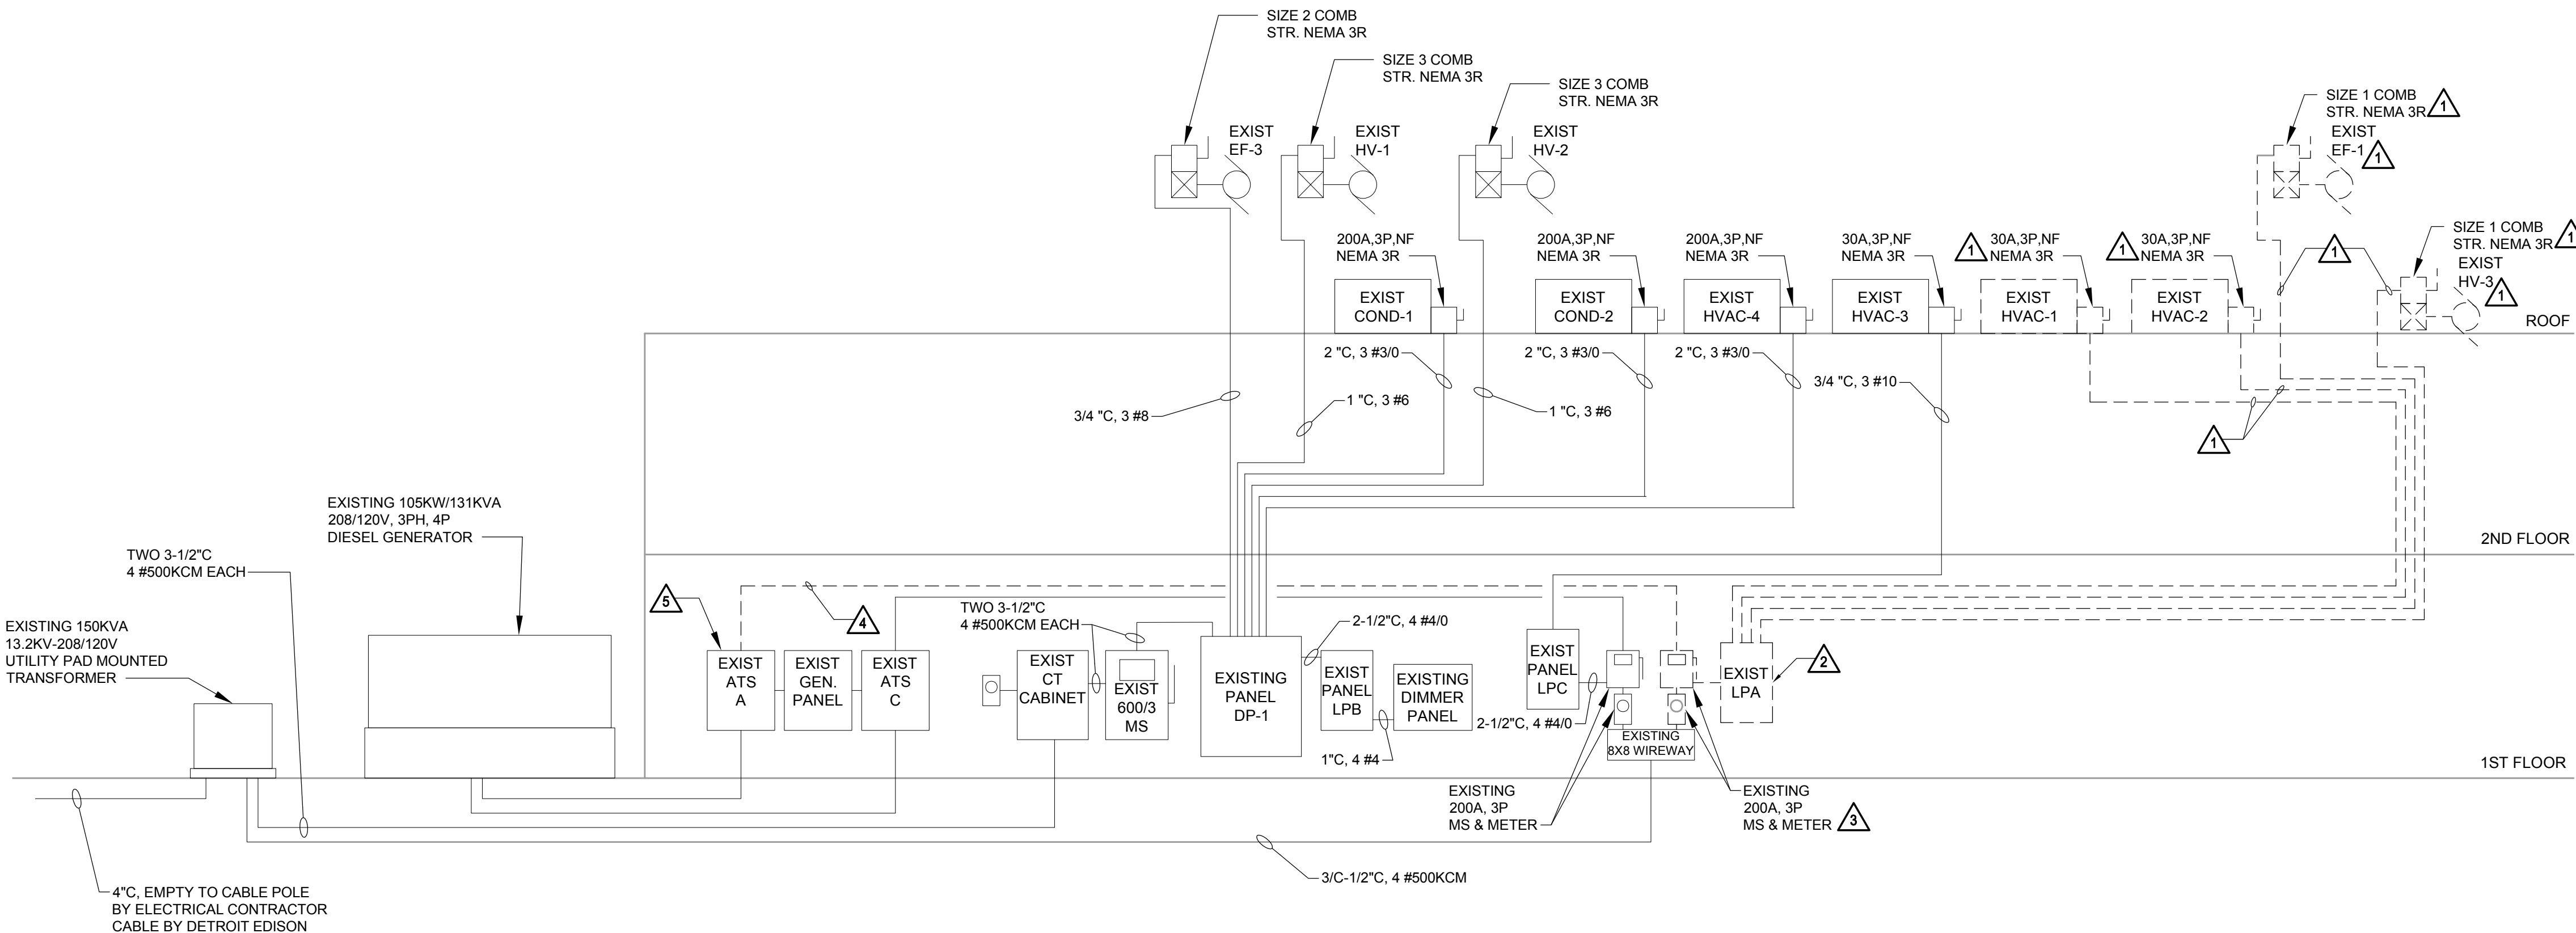 SIZE 2 COMB
STR. NEMA 3R
SIZE 3 COMB
STR. NEMA 3R
SIZE 3 COMB
STR. NEMA 3R
SIZE 1 COMB
STR. NEMA 3R
1
EXIST
EF-3
EXIST
HV-1
EXIST
HV-2
EXIST
EF-1
1
SIZE 1 COMB
STR. NEMA 3R
1
EXIST
HV-3
1
200A,3P,NF
NEMA 3R
200A,3P,NF
NEMA 3R
200A,3P,NF
NEMA 3R
30A,3P,NF
NEMA 3R
1
30A,3P,NF
NEMA 3R
1
30A,3P,NF
NEMA 3R
1
EXIST
COND-1
EXIST
COND-2
EXIST
HVAC-4
EXIST
HVAC-3
EXIST
HVAC-1
EXIST
HVAC-2
ROOF
2 "C, 3 #3/0
2 "C, 3 #3/0
2 "C, 3 #3/0
3/4 "C, 3 #10
3/4 "C, 3 #8
1 "C, 3 #6
1 "C, 3 #6
1
EXISTING 105KW/131KVA
208/120V, 3PH, 4P
DIESEL GENERATOR
2ND FLOOR
TWO 3-1/2"C
4 #500KCM EACH
5
4
TWO 3-1/2"C
4 #500KCM EACH
2-1/2"C, 4 #4/0
EXISTING 150KVA
13.2KV-208/120V
UTILITY PAD MOUNTED
TRANSFORMER
EXIST
ATS
A
EXIST
GEN.
PANEL
EXIST
ATS
C
EXIST
CT
CABINET
EXIST
600/3
MS
EXISTING
PANEL
DP-1
EXIST
PANEL
LPB
EXISTING
DIMMER
PANEL
EXIST
PANEL
LPC
EXIST
LPA
2
2-1/2"C, 4 #4/0
1"C, 4 #4
EXISTING
8X8 WIREWAY
1ST FLOOR
EXISTING
200A, 3P
MS & METER
EXISTING
200A, 3P
MS & METER
3
3/C-1/2"C, 4 #500KCM
4"C, EMPTY TO CABLE POLE
BY ELECTRICAL CONTRACTOR
CABLE BY DETROIT EDISON